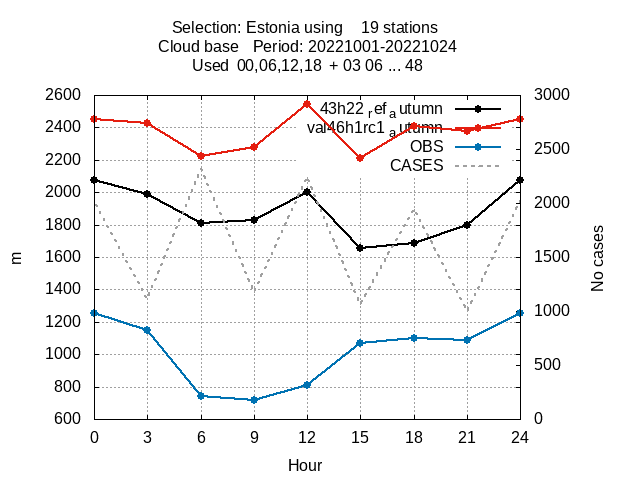 Selection: Estonia using    19 stations
Cloud base   Period: 20221001-20221024
Used  00,06,12,18  + 03 06 ... 48
2600
2400
2200
2000
1800
1600
1400
1200
1000
800
600
m
3000
2500
2000
1500
1000
500
0
No cases
43h22_ref_autumn
val46h1rc1_autumn
OBS
CASES
0 3 6 9 12 15 18 21 24
Hour